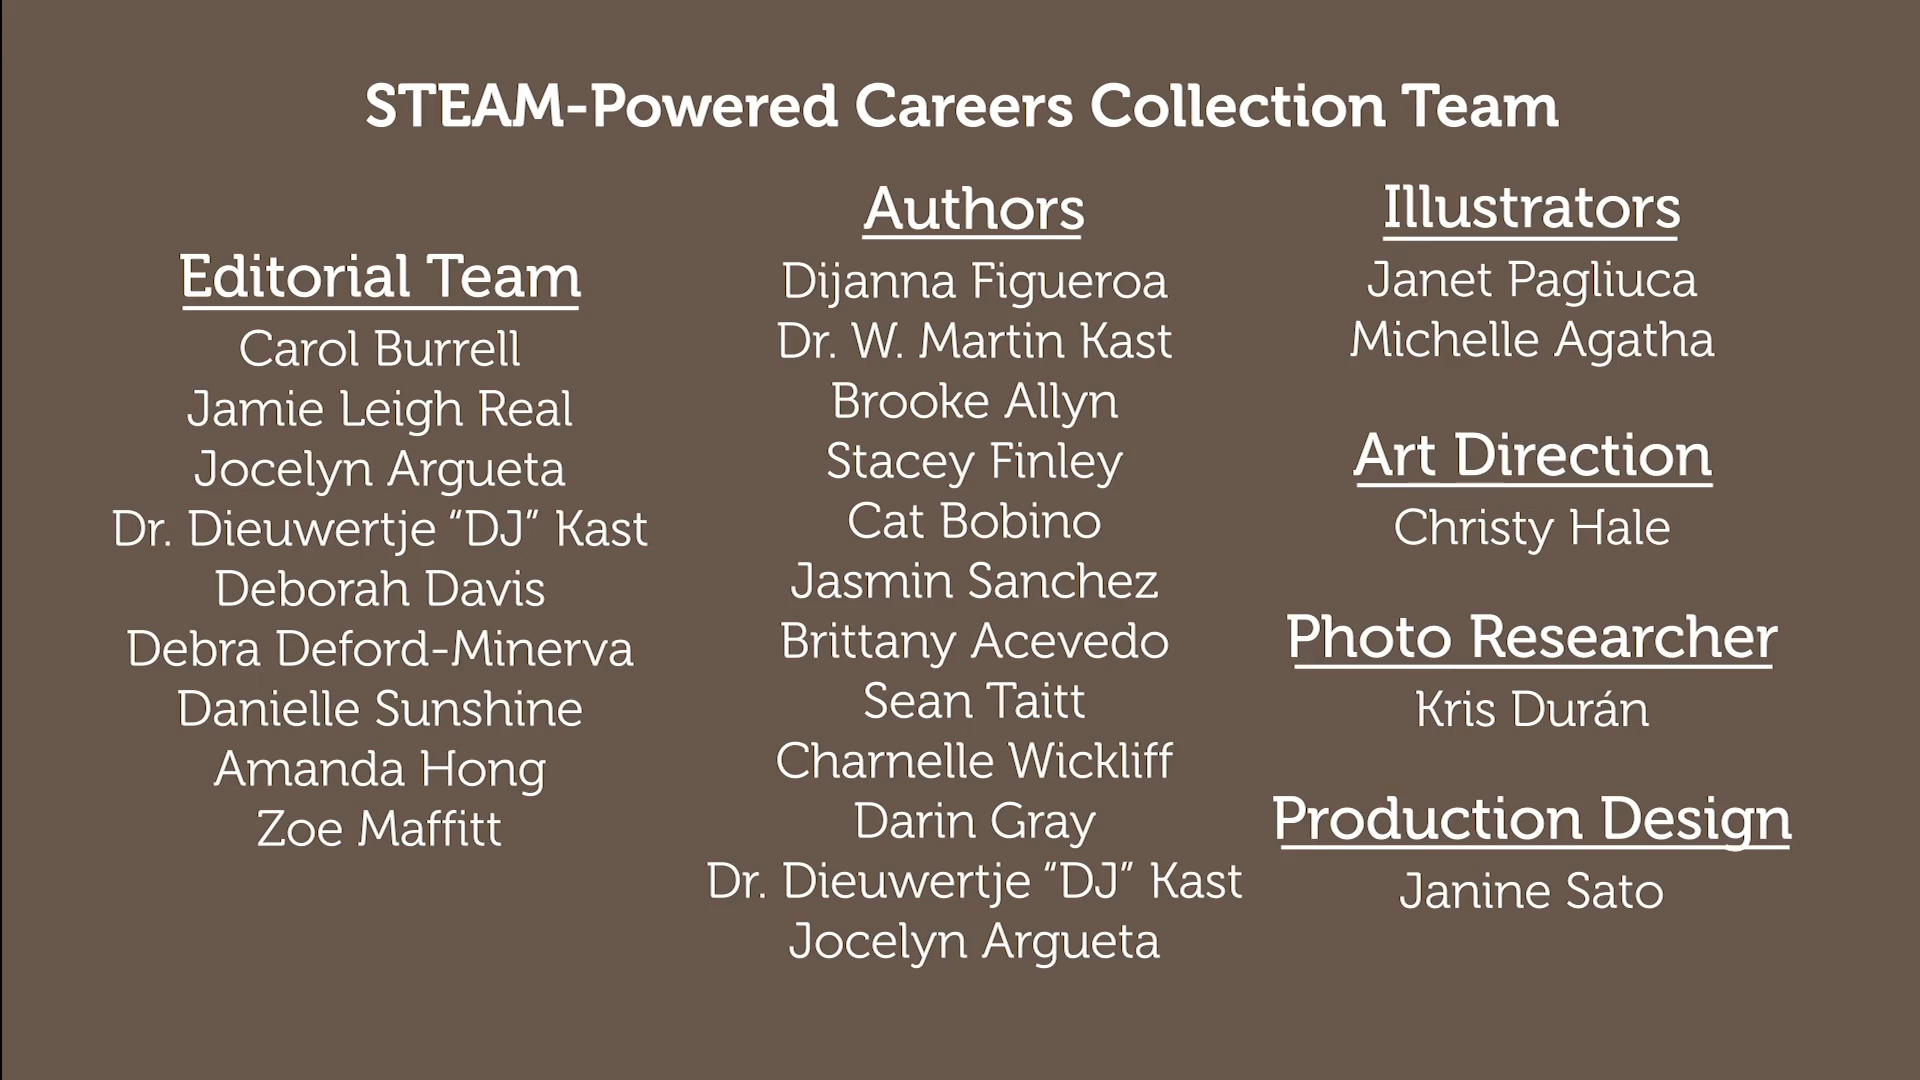 STEAM-Powered Careers Collection Team
Editorial Team
Carol Burrell
Jamie Leigh Real
Jocelyn Argueta
Dr. Dieuwertje “DJ” Kast
Deborah Davis
Debra Deford-Minerva
Danielle Sunshine
Amanda Hong
Zoe Maffitt
Authors
Dijanna Figueroa
Dr. W. Martin Kast
Brooke Allyn
Stacey Finley
Cat Bobino
Jasmin Sanchez
Brittany Acevedo
Sean Taitt
Charnelle Wickliff
Darin Gray
Dr. Dieuwertje “DJ” Kast
Jocelyn Argueta
Illustrators
Janet Pagliuca
Michelle Agatha
Art Direction
Christy Hale
Photo Researcher
Kris Durán
Production Design
Janine Sato